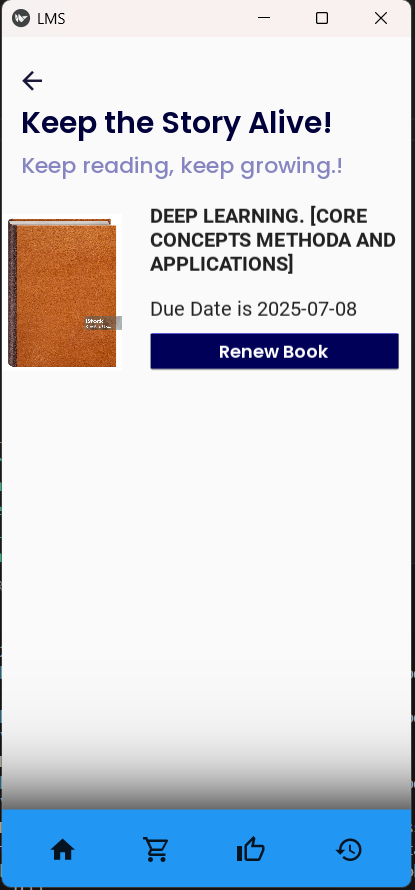 LMS
Keep the Story Alive!
Keep reading, keep growing.!
DEEP LEARNING. [CORE
CONCEPTS METHODA AND
APPLICATIONS]
iStock
Due Date is 2025-07-08
Renew Book